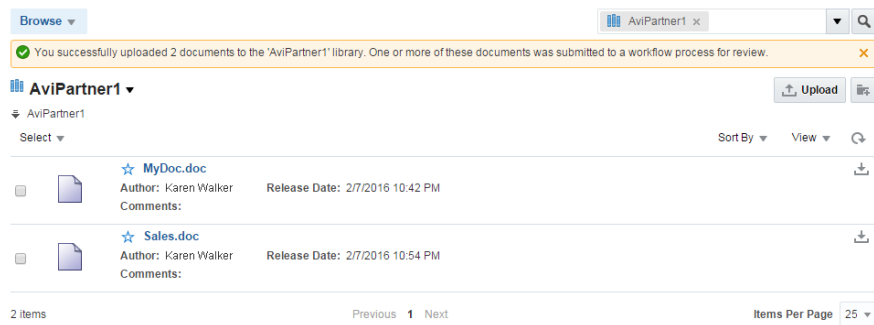 Browse
AviPartner1 ×
You successfully uploaded 2 documents to the 'AviPartner1' library. One or more of these documents was submitted to a workflow process for review.
AviPartner1
Upload
AviPartner1
Select
Sort By View
MyDoc.doc
Author: Karen Walker Release Date: 2/7/2016 10:42 PM
Comments:
Sales.doc
Author: Karen Walker Release Date: 2/7/2016 10:54 PM
Comments:
2 items Previous 1 Next Items Per Page 25